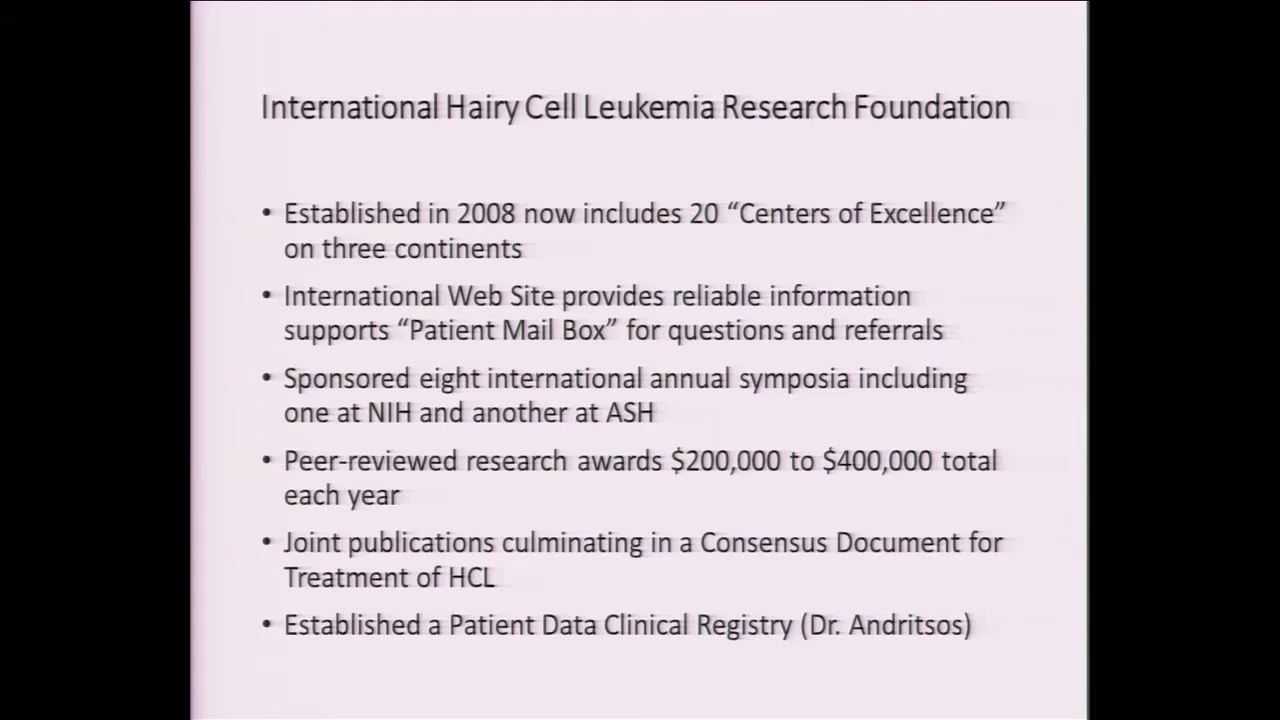 International Hairy Cell Leukemia Research Foundation
• Established in 2008 now includes 20 “Centers of Excellence”
on three continents
• International Web Site provides reliable information
supports “Patient Mail Box” for questions and referrals
• Sponsored eight international annual symposia including
one at NIH and another at ASH
• Peer-reviewed research awards $200,000 to $400,000 total
each year
• Joint publications culminating in a Consensus Document for
Treatment of HCL
• Established a Patient Data Clinical Registry (Dr. Andritsos)